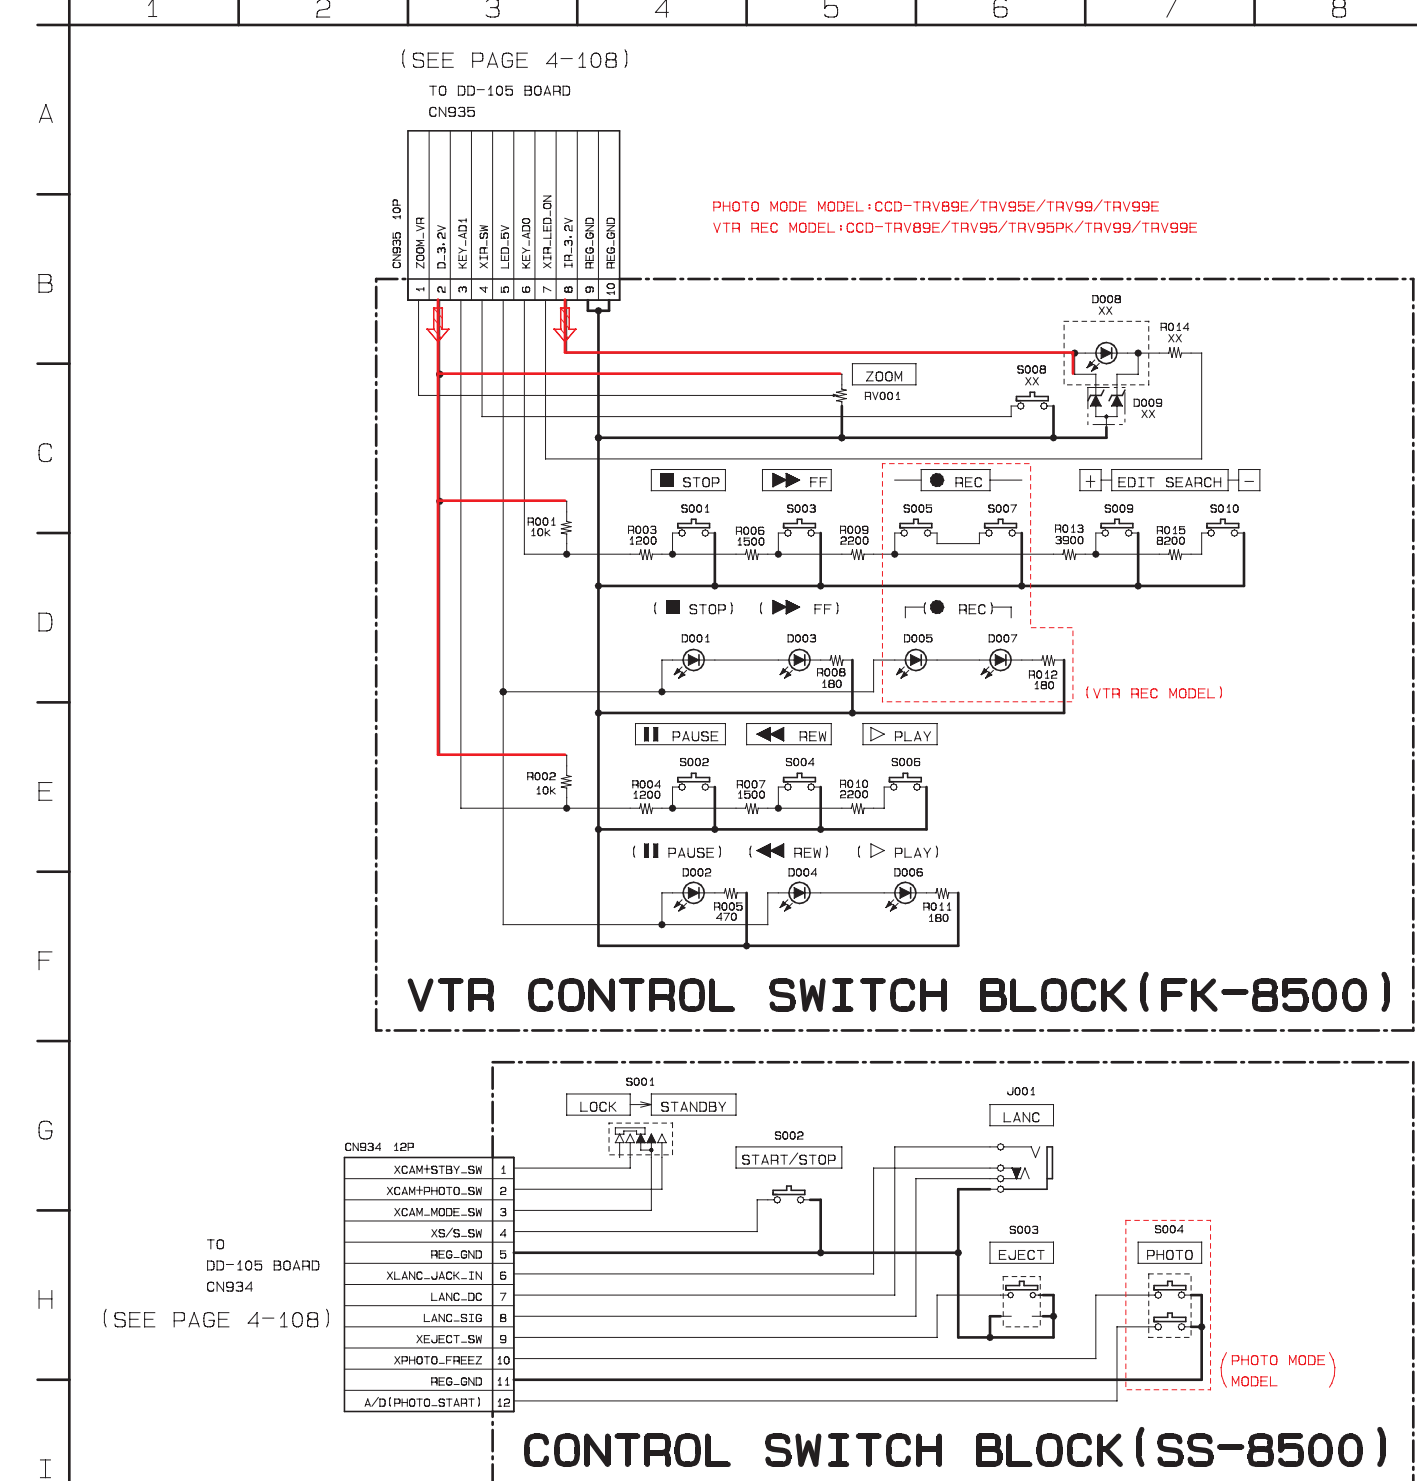 1 2 3 4 5 6 7 8
(SEE PAGE 4-108)
TO DD-105 BOARD
CN935
A
CN935 10P
ZOOM_VR
D_3.2V
KEY_AD1
XIR_SW
LED_5V
KEY_AD0
XIR_LED_ON
IR_3.2V
REG_GND
REG_GND
1 2 3 4 5 6 7 8 9 10
PHOTO MODE MODEL:CCD-TRV89E/TRV95E/TRV99/TRV99E
VTR REC MODEL:CCD-TRV89E/TRV95/TRV95PK/TRV99/TRV99E
B
D008
XX
R014
XX
ZOOM
RV001
S008
XX
D009
XX
C
STOP
FF
REC
+ EDIT SEARCH -
S001
S003
S005
S007
S009
S010
R001
10K
R003
1200
R006
1500
R009
2200
R013
3900
R015
8200
D
( STOP)
( FF)
( REC)
D001
D003
D005
D007
R008
180
R012
180
(VTR REC MODEL)
PAUSE
REW
PLAY
S002
S004
S006
E
R002
10K
R004
1200
R007
1500
R010
2200
( PAUSE)
( REW)
( PLAY)
D002
D004
D006
R005
470
R011
180
F
VTR CONTROL SWITCH BLOCK(FK-8500)
G
S001
LOCK
STANDBY
S002
START/STOP
J001
LANC
CN934 12P
XCAM+STBY_SW 1
XCAM+PHOTO_SW 2
XCAM_MODE_SW 3
XS/S_SW 4
REG_GND 5
XLANC_JACK_IN 6
LANC_DC 7
LANC_SIG 8
XEJECT_SW 9
XPHOTO_FREEZ 10
REG_GND 11
A/D(PHOTO_START) 12
S003
EJECT
S004
PHOTO
TO
DD-105 BOARD
CN934
H
(SEE PAGE 4-108)
(PHOTO MODE
MODEL)
CONTROL SWITCH BLOCK(SS-8500)
I